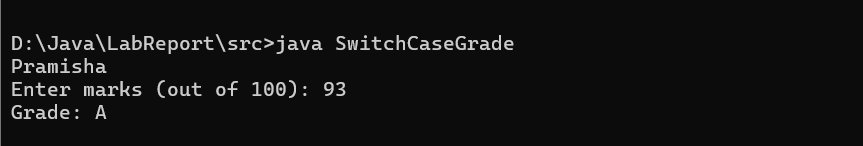 D:\Java\LabReport\src>java SwitchCaseGrade
Pramisha
Enter marks (out of 100): 93
Grade: A